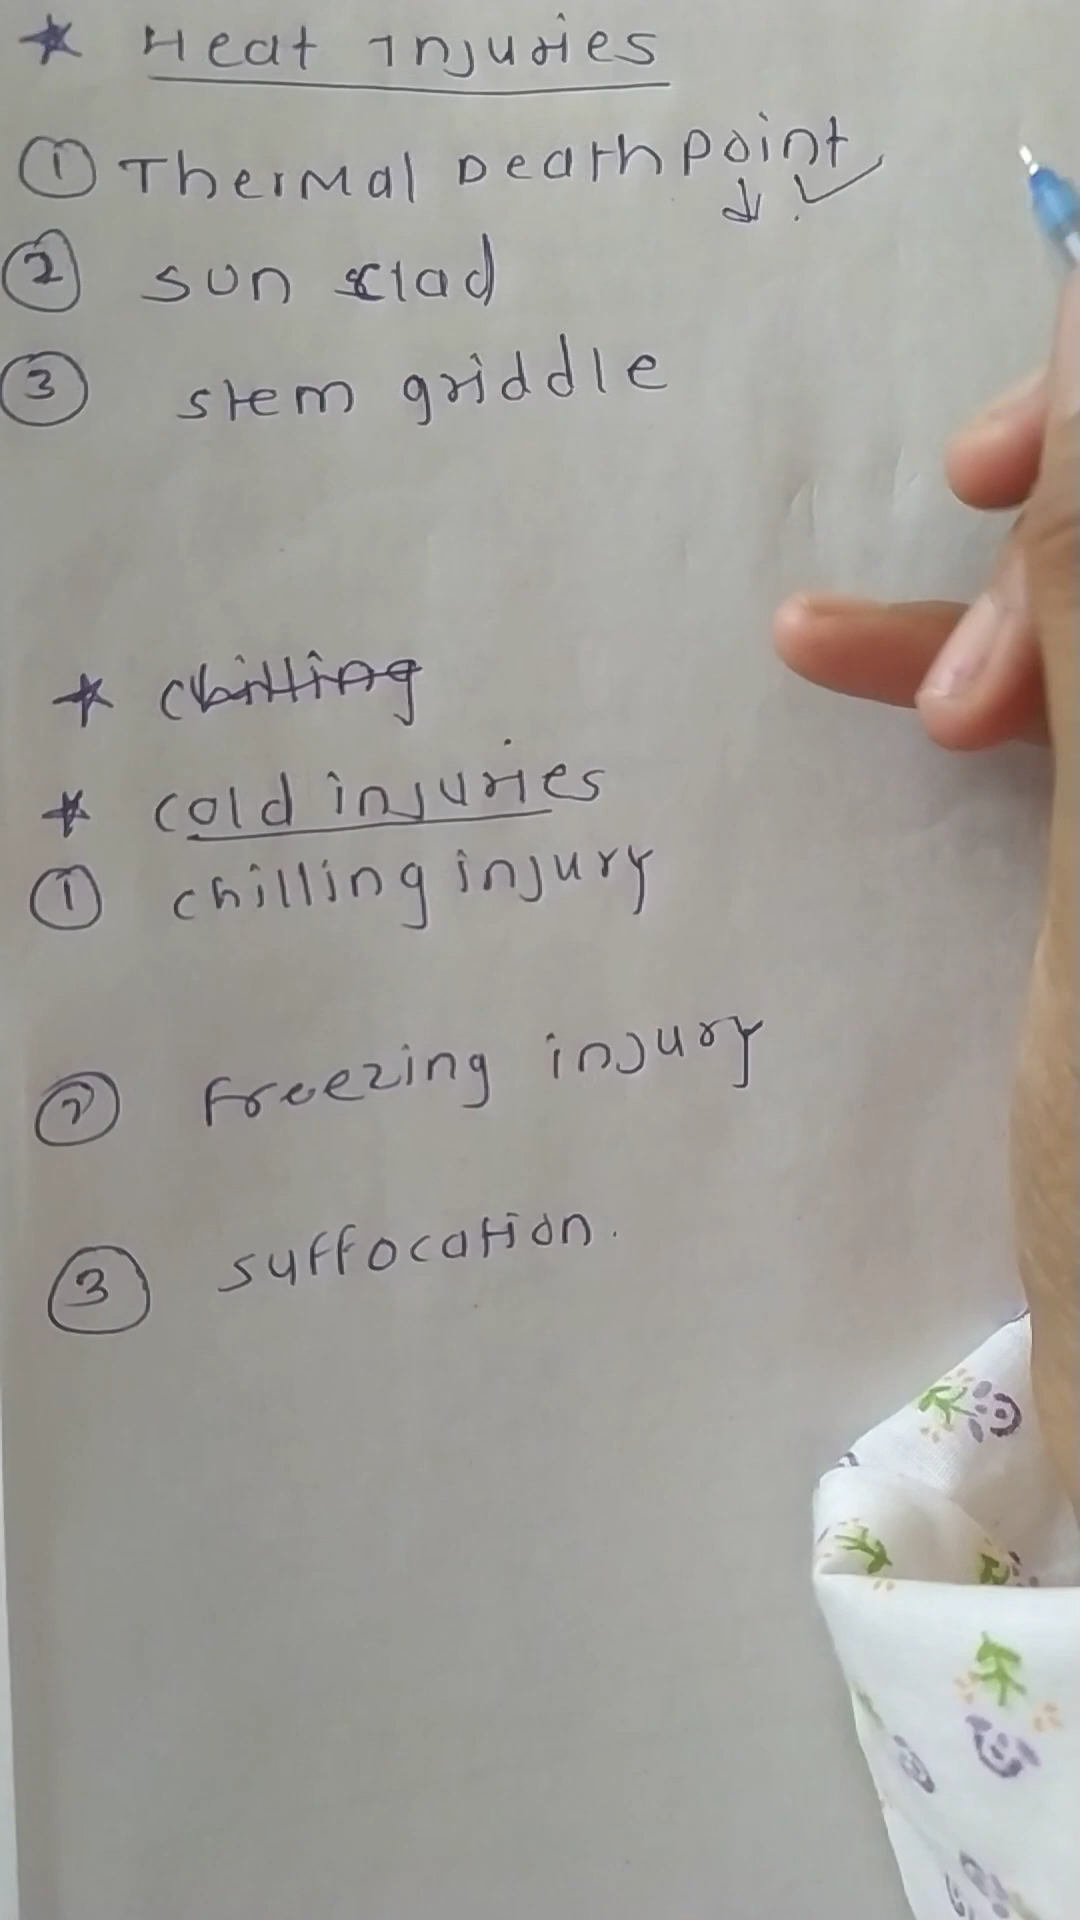 * Heat Injuries
① Thermal Death Point
② sun sclad
③ stem griddle
* chilling
* cold injuries
① chilling injury
② Freezing injury
③ suffocation.